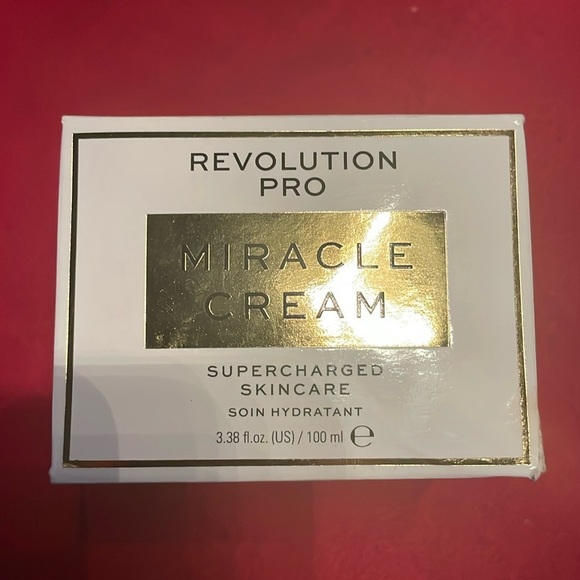 REVOLUTION
PRO
MIRACLE
CREAM
SUPERCHARGED
SKINCARE
SOIN HYDRATANT
3.38 fl.oz. (US) / 100 ml ℮